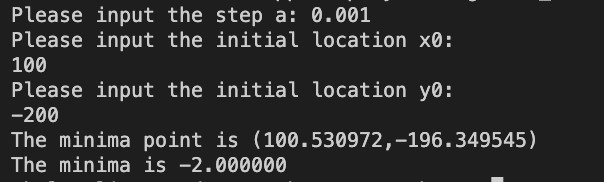 Please input the step a: 0.001
Please input the initial location x0:
100
Please input the initial location y0:
-200
The minima point is (100.530972,-196.349545)
The minima is -2.000000